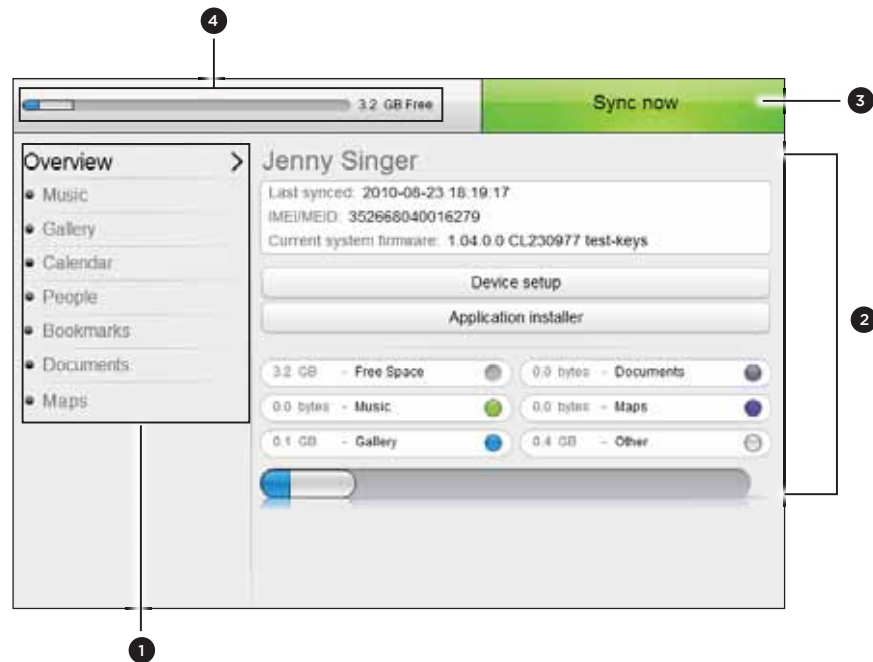 4
3.2 GB Free
Sync now
3
Overview >
Music
Gallery
Calendar
People
Bookmarks
Documents
Maps
Jenny Singer
Last synced: 2010-08-23 18:19:17
IMEI/MEID: 352668040016279
Current system firmware: 1.04.0.0 CL230977 test-keys
Device setup
Application installer
2
3.2 GB - Free Space
0.0 bytes - Documents
0.0 bytes - Music
0.0 bytes - Maps
0.1 GB - Gallery
0.4 GB - Other
1